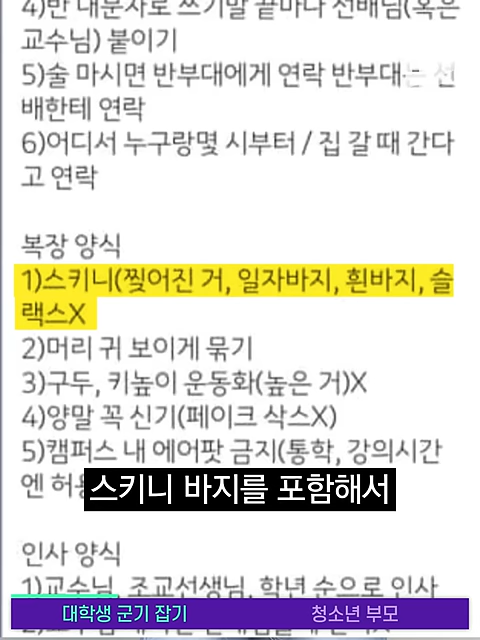 4)반 대문자로 쓰기말 끝마다 선배님(혹은
교수님) 붙이기
5)술 마시면 반부대에게 연락 반부대는 선
배한테 연락
6)어디서 누구랑몇 시부터 / 집 갈 때 간다
고 연락
복장 양식
1)스키니(찢어진 거, 일자바지, 흰바지, 슬
랙스X
2)머리 귀 보이게 묶기
3)구두, 키높이 운동화(높은 거)X
4)양말 꼭 신기(페이크 삭스X)
5)캠퍼스 내 에어팟 금지(통학, 강의시간
엔 허용
스키니 바지를 포함해서
인사 양식
1)교수님, 조교선생님, 학년 순으로 인사
대학생 군기 잡기
청소년 부모